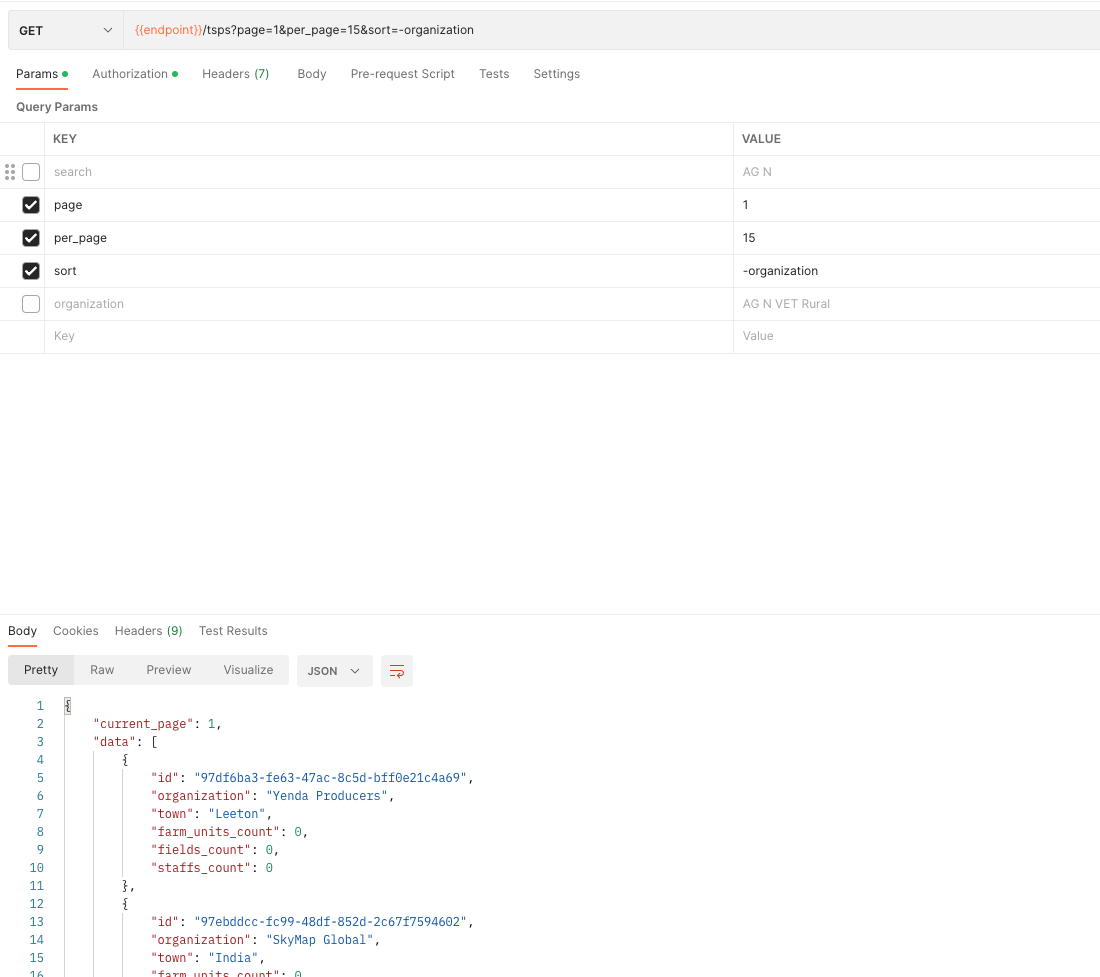 GET {{endpoint}}/tsps?page=1&per_page=15&sort=-organization
Params Authorization Headers (7) Body Pre-request Script Tests Settings
Query Params
KEY VALUE
search AG N
page 1
per_page 15
sort -organization
organization AG N VET Rural
Key Value
Body Cookies Headers (9) Test Results
Pretty Raw Preview Visualize JSON
1 {
2 "current_page": 1,
3 "data": [
4 {
5 "id": "97df6ba3-fe63-47ac-8c5d-bff0e21c4a69",
6 "organization": "Yenda Producers",
7 "town": "Leeton",
8 "farm_units_count": 0,
9 "fields_count": 0,
10 "staffs_count": 0
11 },
12 {
13 "id": "97ebddcc-fc99-48df-852d-2c67f7594602",
14 "organization": "SkyMap Global",
15 "town": "India",
16 "farm_units_count": 0